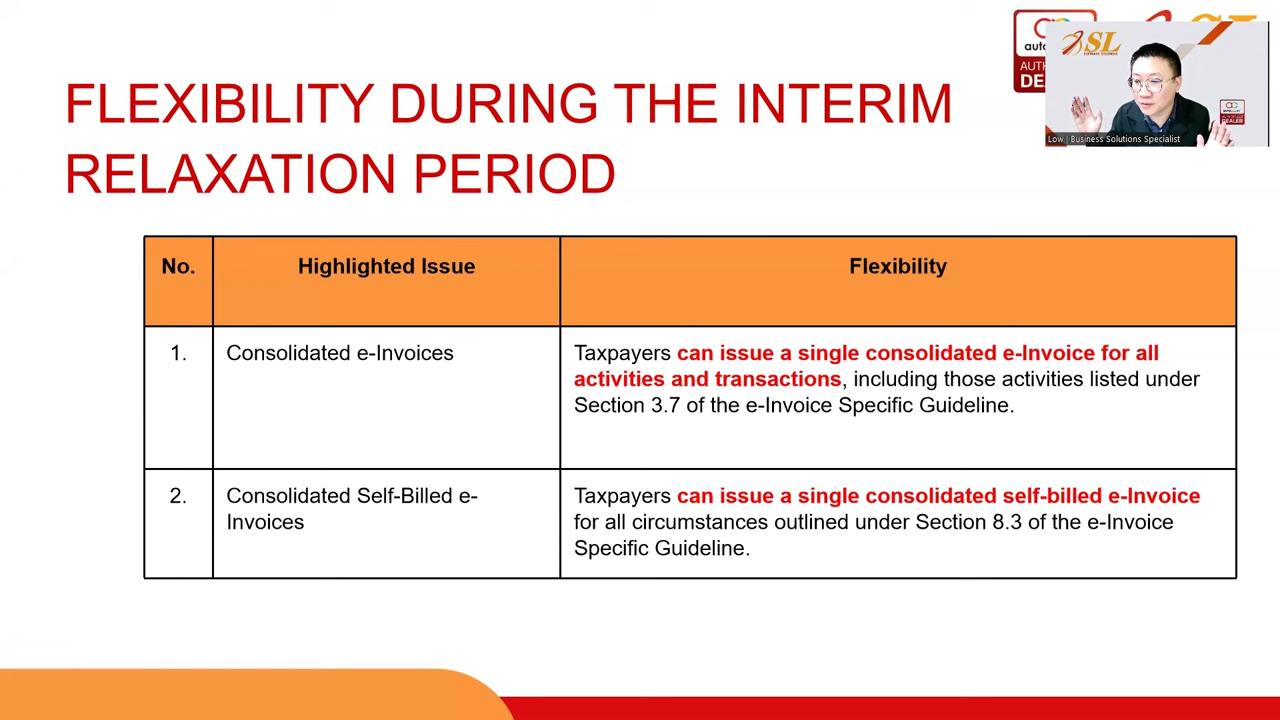 FLEXIBILITY DURING THE INTERIM
RELAXATION PERIOD
SL
Low | Business Solutions Specialist
No.
Highlighted Issue
Flexibility
1.
Consolidated e-Invoices
Taxpayers can issue a single consolidated e-Invoice for all
activities and transactions, including those activities listed under
Section 3.7 of the e-Invoice Specific Guideline.
2.
Consolidated Self-Billed e-
Invoices
Taxpayers can issue a single consolidated self-billed e-Invoice
for all circumstances outlined under Section 8.3 of the e-Invoice
Specific Guideline.